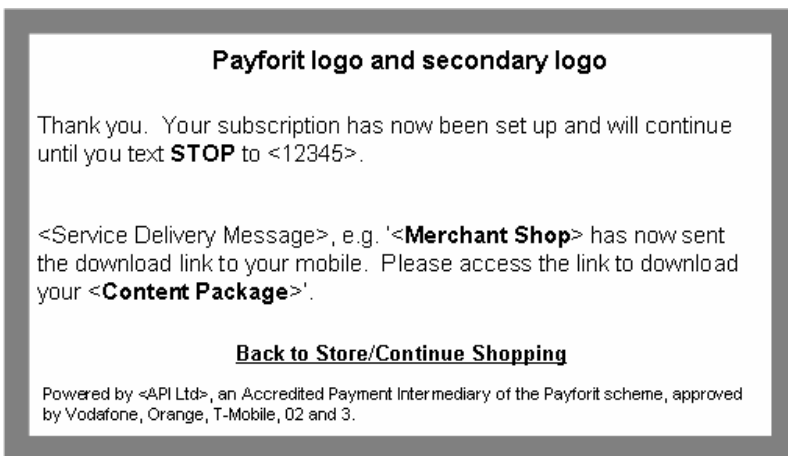 Payforit logo and secondary logo
Thank you. Your subscription has now been set up and will continue
until you text STOP to <12345>.
<Service Delivery Message>, e.g. '<Merchant Shop> has now sent
the download link to your mobile. Please access the link to download
your <Content Package>'.
Back to Store/Continue Shopping
Powered by <API Ltd>, an Accredited Payment Intermediary of the Payforit scheme, approved
by Vodafone, Orange, T-Mobile, 02 and 3.